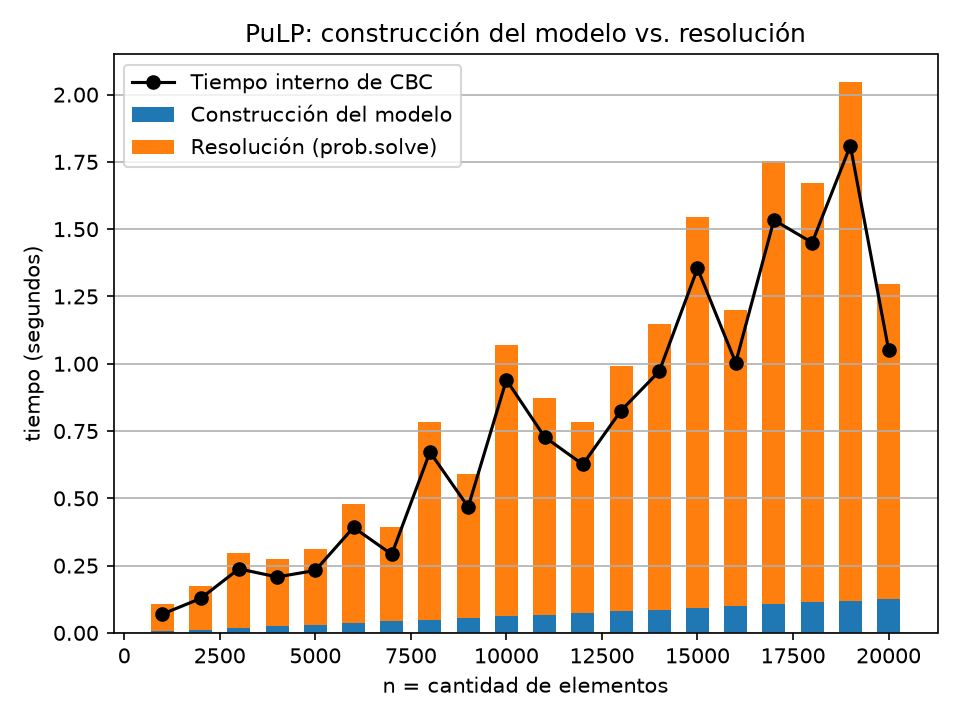 PuLP: construcción del modelo vs. resolución
Tiempo interno de CBC
Construcción del modelo
Resolución (prob.solve)
tiempo (segundos)
2.00
1.75
1.50
1.25
1.00
0.75
0.50
0.25
0.00
0 2500 5000 7500 10000 12500 15000 17500 20000
n = cantidad de elementos